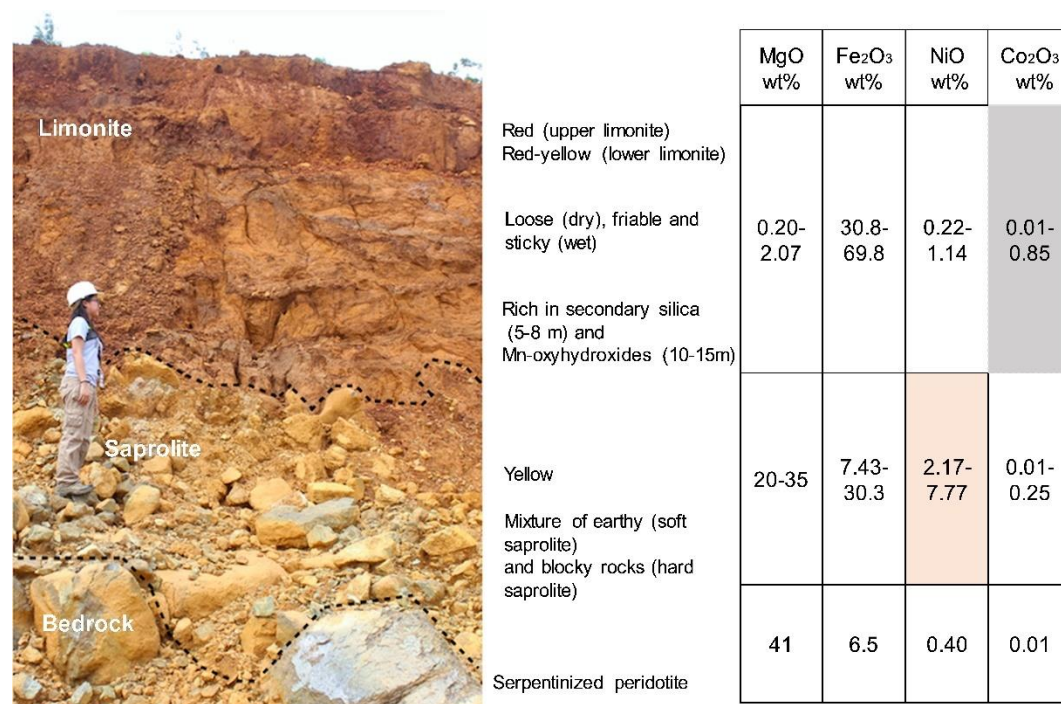 MgO
wt%
Fe₂O₃
wt%
NiO
wt%
Co₂O₃
wt%
Limonite
Red (upper limonite)
Red-yellow (lower limonite)
Loose (dry), friable and
sticky (wet)
Rich in secondary silica
(5-8 m) and
Mn-oxyhydroxides (10-15m)
0.20-
2.07
30.8-
69.8
0.22-
1.14
0.01-
0.85
Saprolite
Yellow
Mixture of earthy (soft
saprolite)
and blocky rocks (hard
saprolite)
20-35
7.43-
30.3
2.17-
7.77
0.01-
0.25
Bedrock
Serpentinized peridotite
41
6.5
0.40
0.01